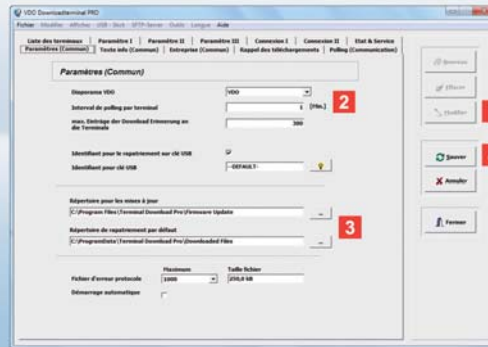 VDO Downloadterminal PRO
Fichier Modifier Afficher USB - Stick SFTP-Server Outils Langue Aide
Liste des terminaux Paramètre I Paramètre II Paramètre III Connexion I Connexion II Etat & Service
Paramètres (Commun) Texte info (Commun) Entreprise (Commun) Rappel des téléchargements Polling (Communication)
Paramètres (Commun)
Diaporama VDO VDO
2
Interval de polling par terminal 1 (Min.)
max. Einträge der Download Erinnerung an die Terminals 300
Identifiant pour le rapatriement sur clé USB
Identifiant pour clé USB --DEFAULT-
Répertoire pour les mises à jour
C:\Program Files\Terminal Download Pro\Firmware Update ...
3
Répertoire de rapatriement par défaut
C:\ProgramData\Terminal Download Pro\Downloaded Files ...
Maximum Taille fichier
Fichier d'erreur protocole 1000 250,0 kB
Démarrage automatique
Nouveau
Effacer
Modifier
Sauver
Annuler
Fermer